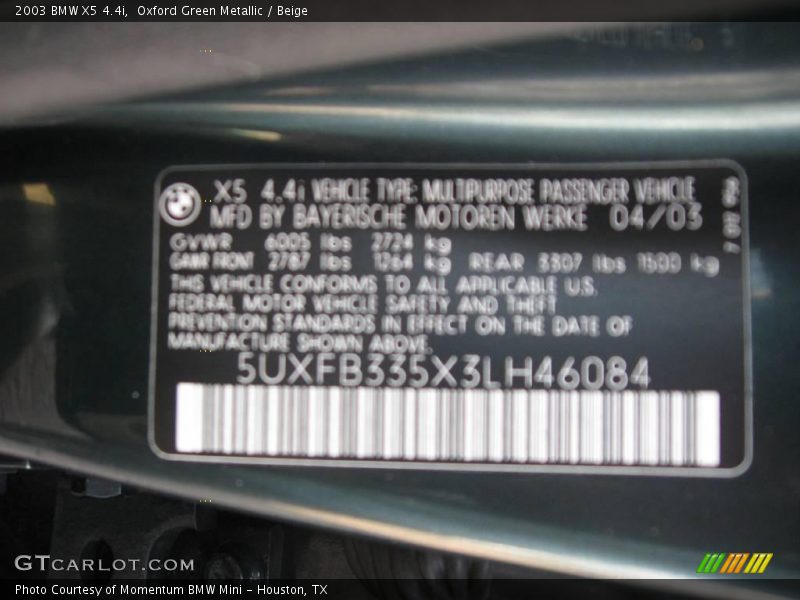 2003 BMW X5 4.4i,  Oxford Green Metallic / Beige
X5 4.4i VEHICLE TYPE: MULTIPURPOSE PASSENGER VEHICLE
MFD BY BAYERISCHE MOTOREN WERKE 04/03
GVWR 6005 lbs 2724 kg
GAWR FRONT 2787 lbs 1264 kg REAR 3307 lbs 1500 kg
THIS VEHICLE CONFORMS TO ALL APPLICABLE U.S.
FEDERAL MOTOR VEHICLE SAFETY AND THEFT
PREVENTION STANDARDS IN EFFECT ON THE DATE OF
MANUFACTURE SHOWN ABOVE.
5UXFB335X3LH46084
GTCARLOT.COM
Photo Courtesy of Momentum BMW Mini - Houston, TX